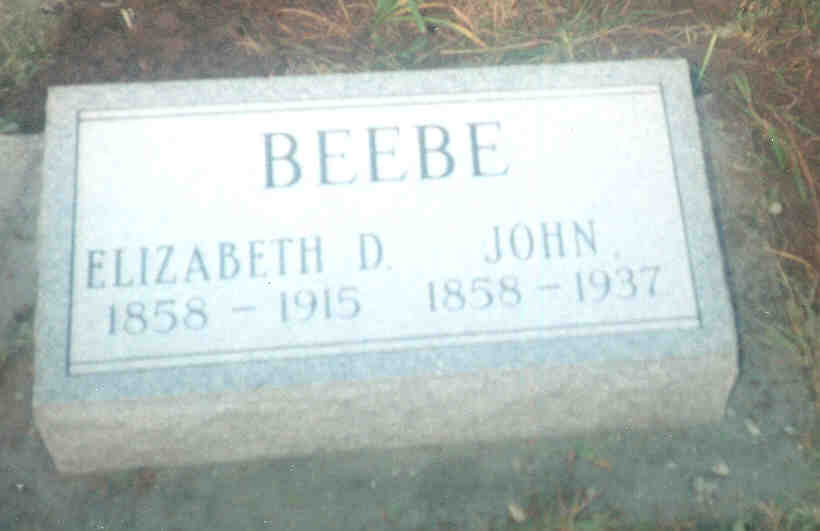 BEEBE
ELIZABETH D. JOHN
1858 - 1915 1858 - 1937